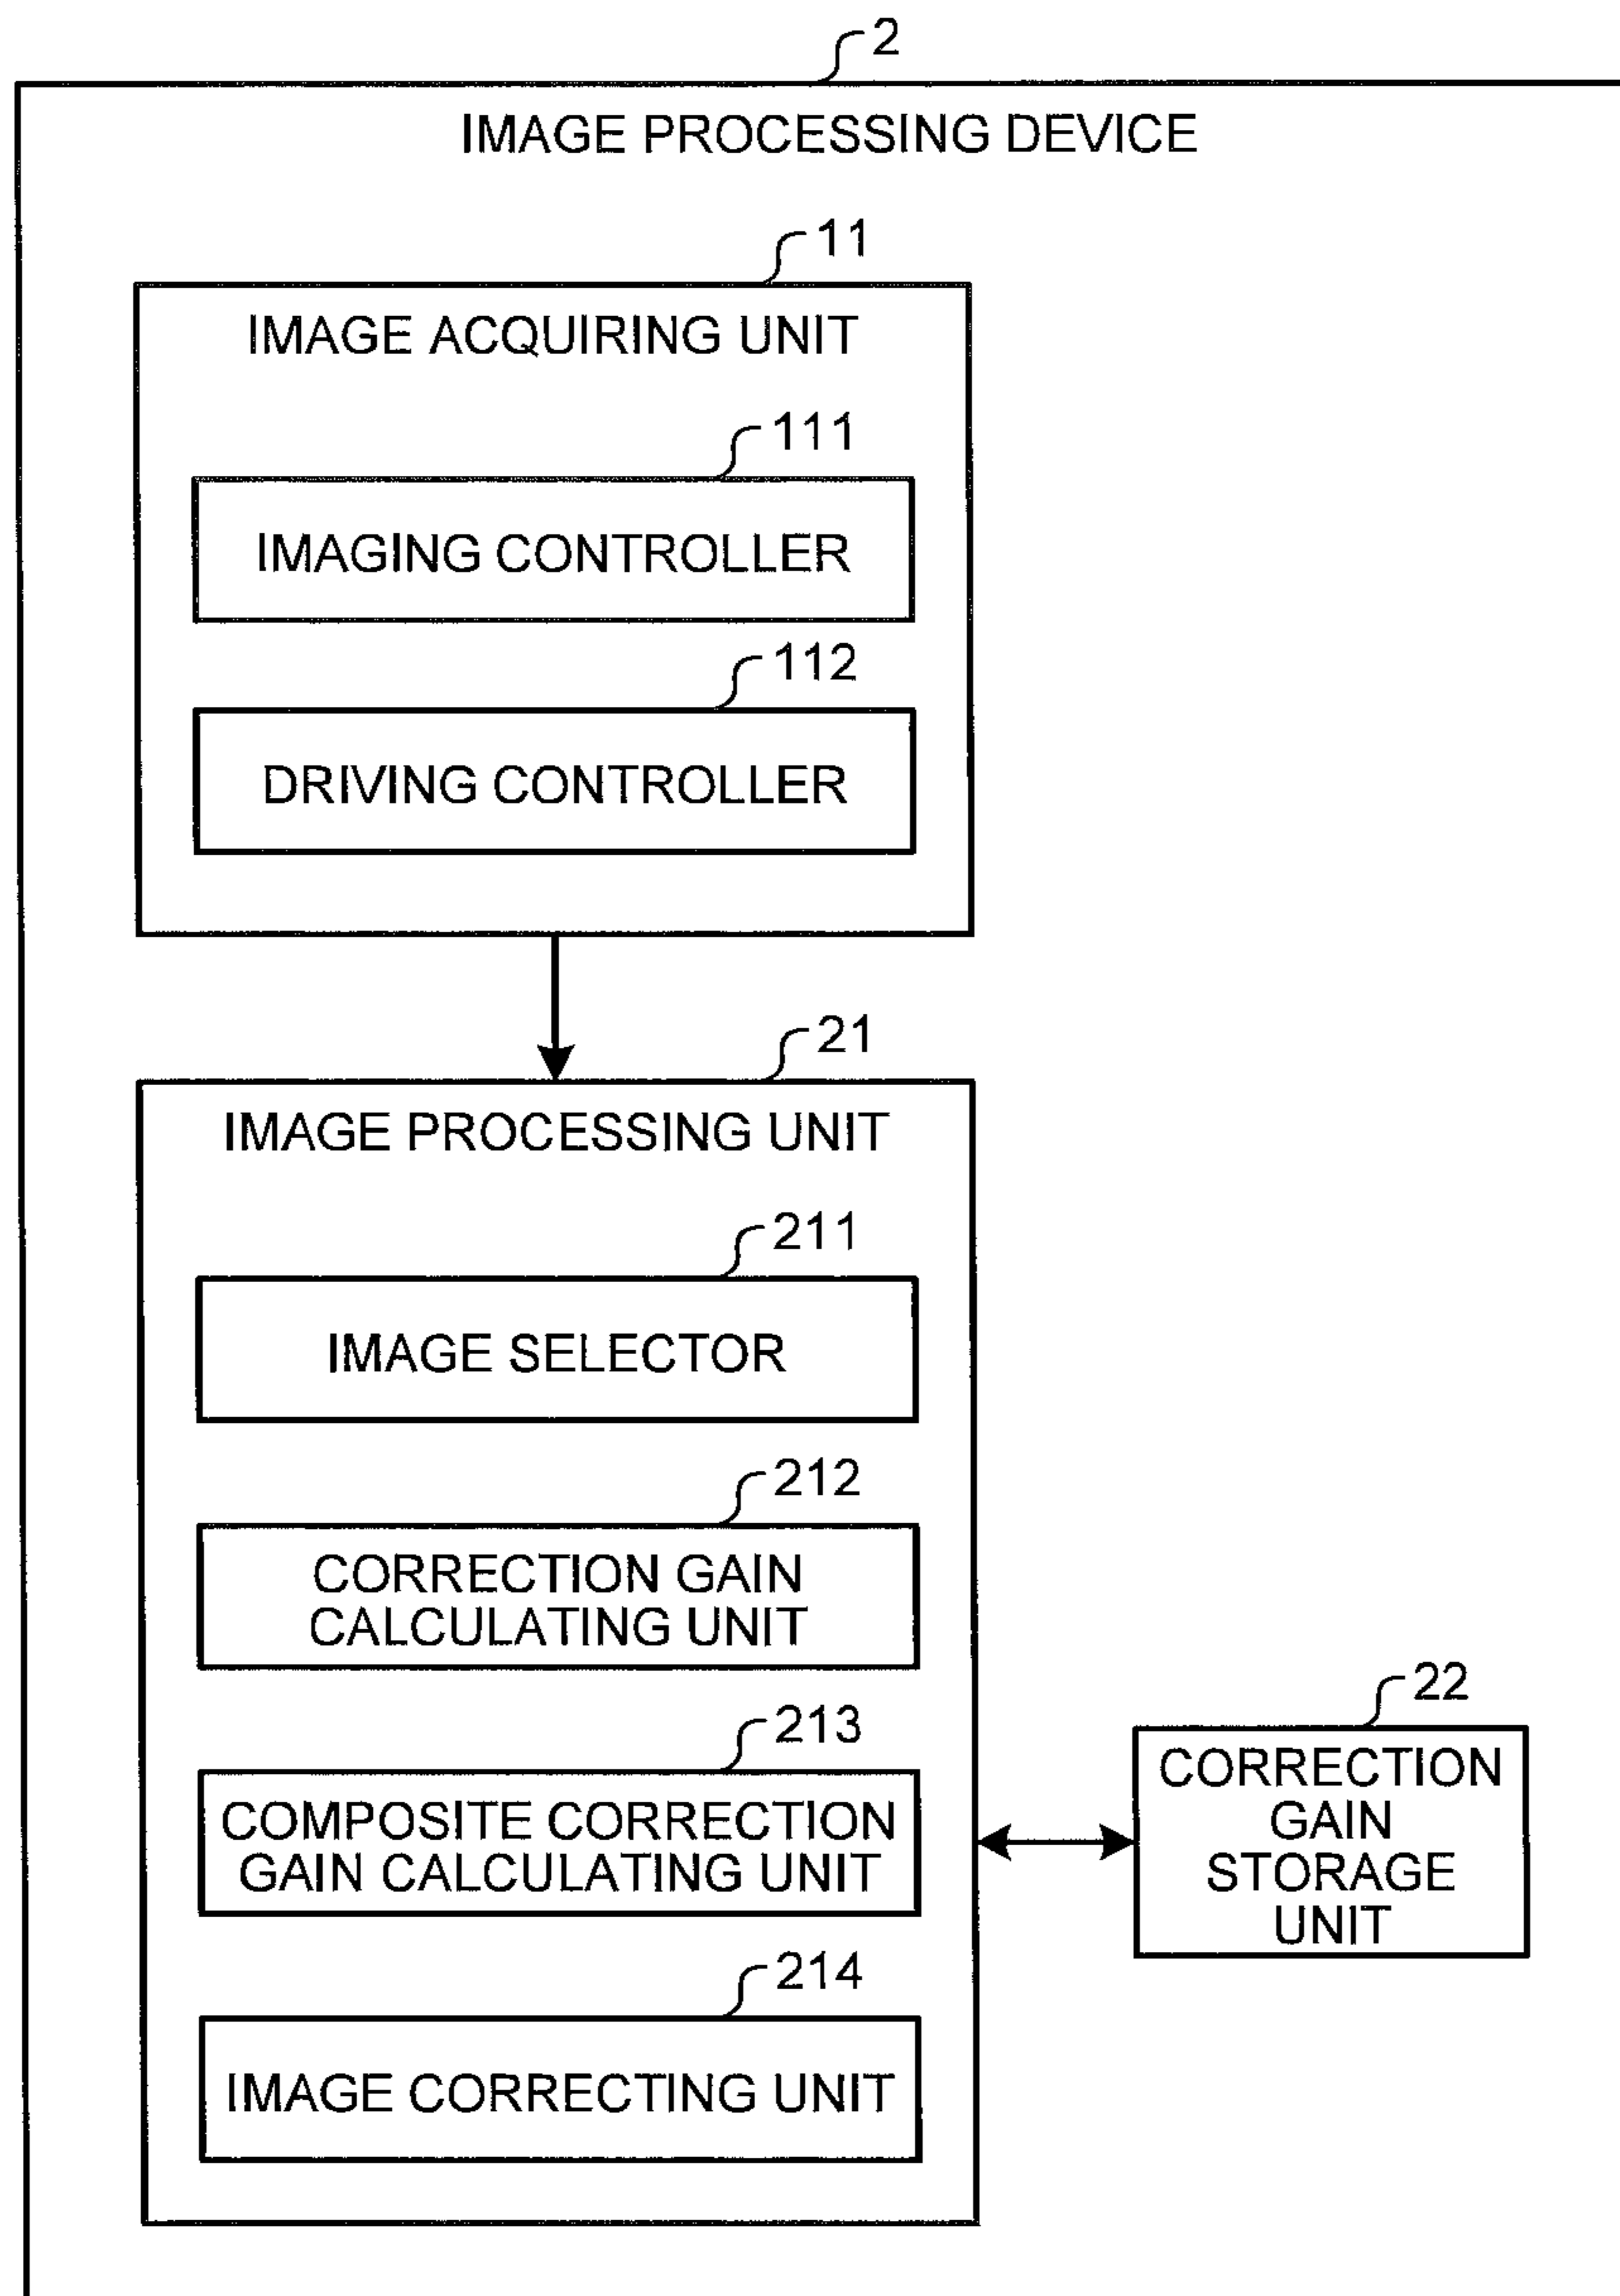 2
IMAGE PROCESSING DEVICE
11
IMAGE ACQUIRING UNIT
111
IMAGING CONTROLLER
112
DRIVING CONTROLLER
21
IMAGE PROCESSING UNIT
211
IMAGE SELECTOR
212
CORRECTION GAIN
CALCULATING UNIT
213
COMPOSITE CORRECTION
GAIN CALCULATING UNIT
22
CORRECTION
GAIN
STORAGE
UNIT
214
IMAGE CORRECTING UNIT